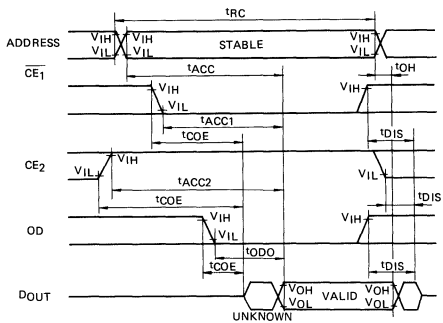 tRC
ADDRESS VIH VIH STABLE VIH
VIL VIL VIL
CE1 tACC tOH
VIH VIH
VIL
tACC1 tDIS
tCOE
CE2 VIH
VIL VIL
tACC2 tDIS
tCOE
OD VIH VIH
VIL
tODO
tCOE tDIS
DOUT VOH VALID VOH
VOL VOL
UNKNOWN